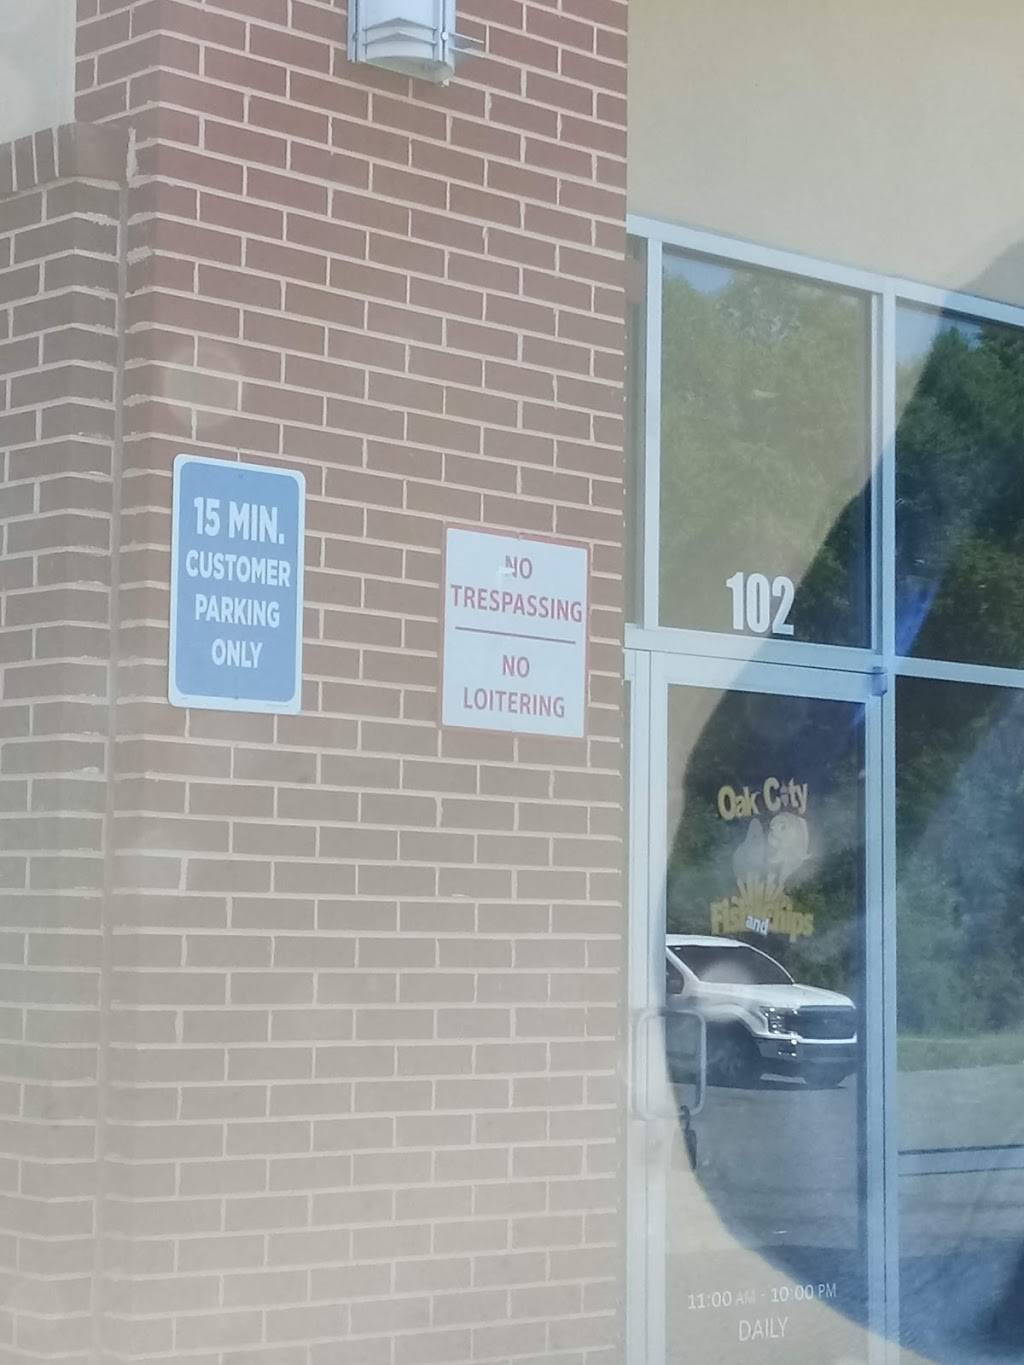 15 MIN.
CUSTOMER
PARKING
ONLY
NO
TRESPASSING
NO
LOITERING
102
Oak City
Fish and Chips
11:00 AM - 10:00 PM
DAILY